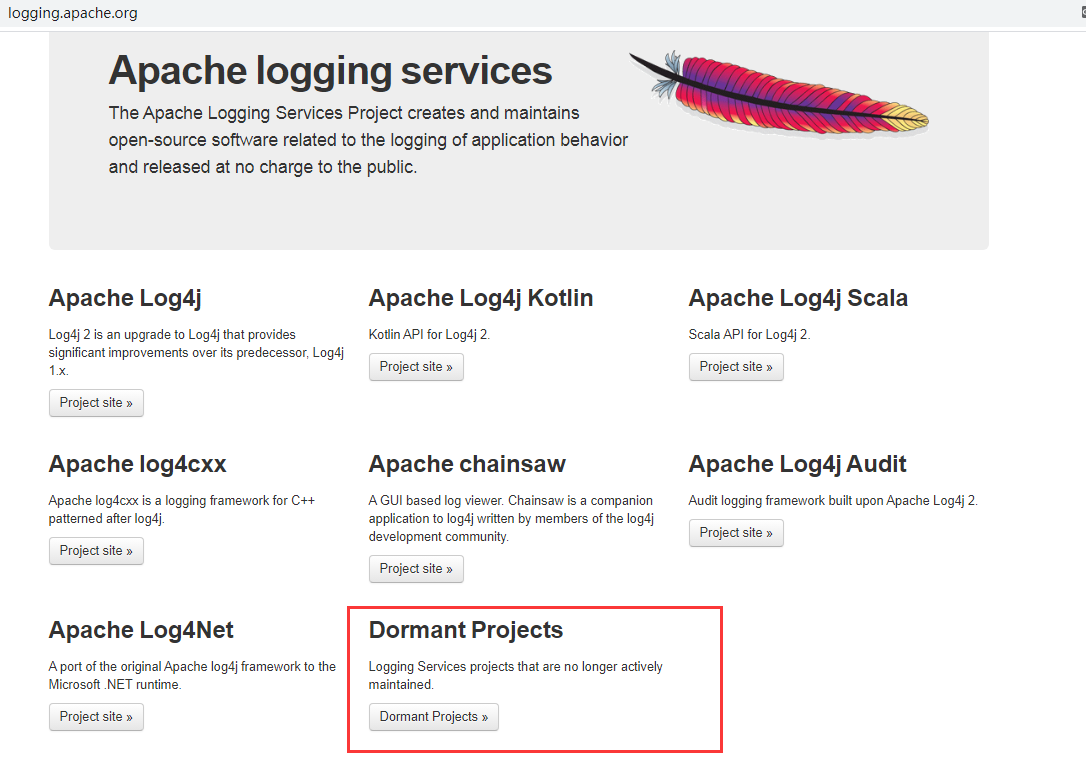 logging.apache.org
Apache logging services
The Apache Logging Services Project creates and maintains
open-source software related to the logging of application behavior
and released at no charge to the public.
Apache Log4j
Log4j 2 is an upgrade to Log4j that provides
significant improvements over its predecessor, Log4j
1.x.
Project site »
Apache Log4j Kotlin
Kotlin API for Log4j 2.
Project site »
Apache Log4j Scala
Scala API for Log4j 2.
Project site »
Apache log4cxx
Apache log4cxx is a logging framework for C++
patterned after log4j.
Project site »
Apache chainsaw
A GUI based log viewer. Chainsaw is a companion
application to log4j written by members of the log4j
development community.
Project site »
Apache Log4j Audit
Audit logging framework built upon Apache Log4j 2.
Project site »
Apache Log4Net
A port of the original Apache log4j framework to the
Microsoft .NET runtime.
Project site »
Dormant Projects
Logging Services projects that are no longer actively
maintained.
Dormant Projects »